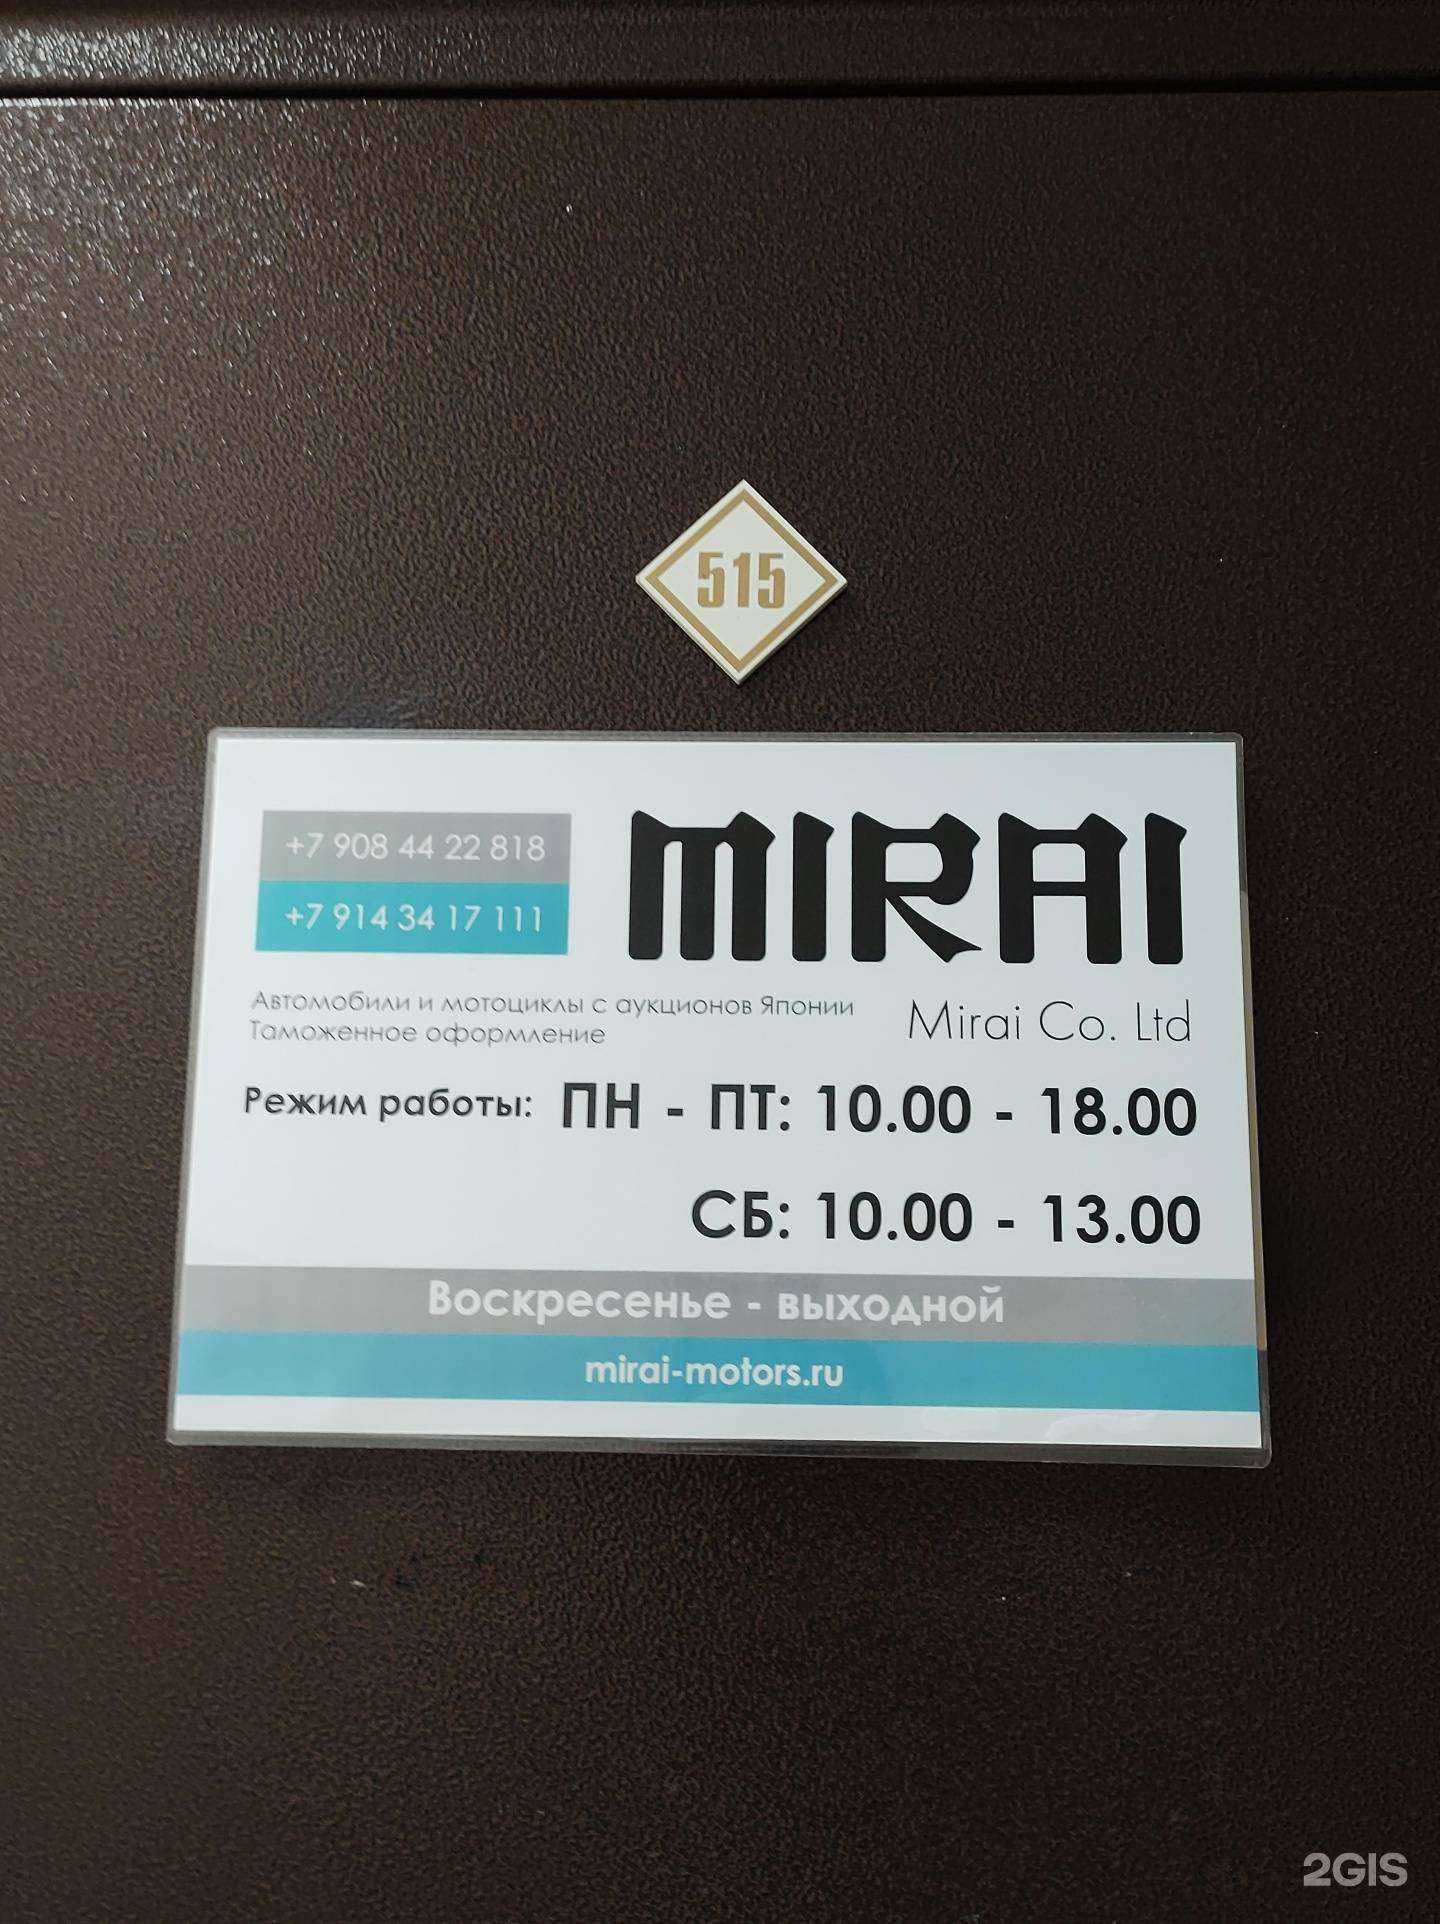 515
+7 908 44 22 818
+7 914 34 17 111
MIRAI
Автомобили и мотоциклы с аукционов Японии
Таможенное оформление
Mirai Co. Ltd
Режим работы: ПН - ПТ: 10.00 - 18.00
СБ: 10.00 - 13.00
Воскресенье - выходной
mirai-motors.ru
2GIS